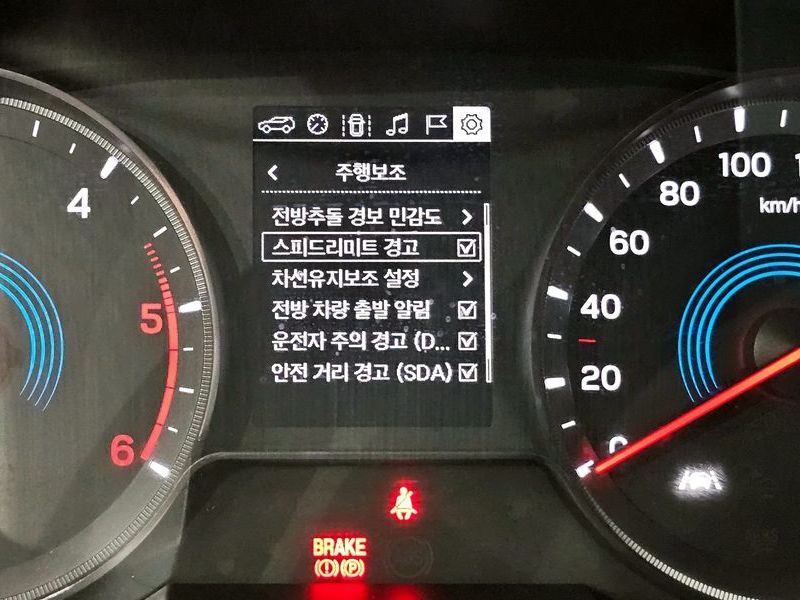 주행보조
전방추돌 경보 민감도
스피드리미트 경고
차선유지보조 설정
전방 차량 출발 알림
운전자 주의 경고 (D...
안전 거리 경고 (SDA)
4
5
6
100
80
km/h
60
40
20
0
BRAKE
(!) (P)